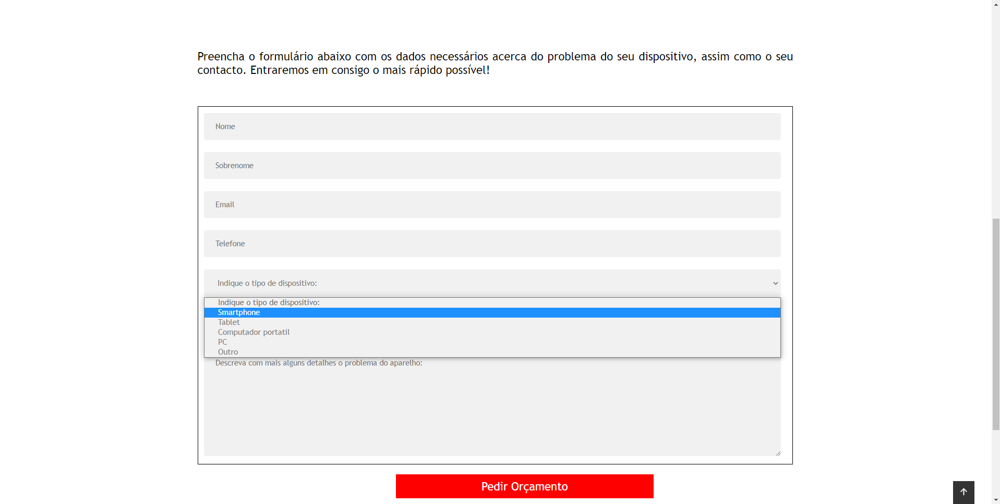 Preencha o formulário abaixo com os dados necessários acerca do problema do seu dispositivo, assim como o seu
contacto. Entraremos em consigo o mais rápido possível!
Nome
Sobrenome
Email
Telefone
Indique o tipo de dispositivo:
Indique o tipo de dispositivo:
Smartphone
Tablet
Computador portatil
PC
Outro
Descreva com mais alguns detalhes o problema do aparelho:
Pedir Orçamento